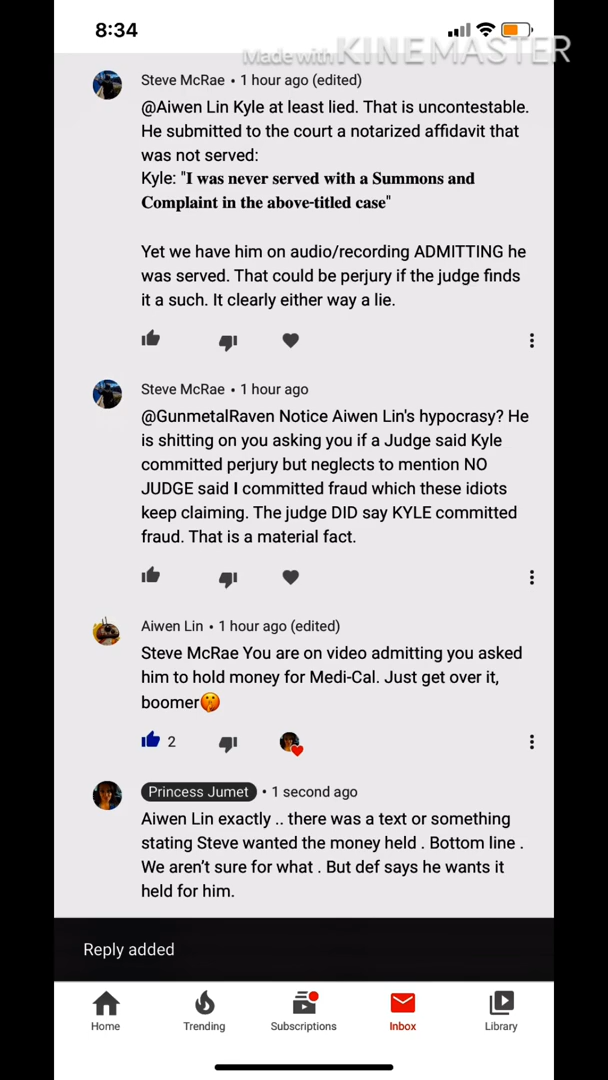 8:34
Made with KINEMASTER
Steve McRae • 1 hour ago (edited)
@Aiwen Lin Kyle at least lied. That is uncontestable.
He submitted to the court a notarized affidavit that
was not served:
Kyle: "I was never served with a Summons and
Complaint in the above-titled case"
Yet we have him on audio/recording ADMITTING he
was served. That could be perjury if the judge finds
it a such. It clearly either way a lie.
Steve McRae • 1 hour ago
@GunmetalRaven Notice Aiwen Lin's hypocrasy? He
is shitting on you asking you if a Judge said Kyle
committed perjury but neglects to mention NO
JUDGE said I committed fraud which these idiots
keep claiming. The judge DID say KYLE committed
fraud. That is a material fact.
Aiwen Lin • 1 hour ago (edited)
Steve McRae You are on video admitting you asked
him to hold money for Medi-Cal. Just get over it,
boomer🤫
2
Princess Jumet • 1 second ago
Aiwen Lin exactly .. there was a text or something
stating Steve wanted the money held . Bottom line .
We aren’t sure for what . But def says he wants it
held for him.
Reply added
Home Trending Subscriptions Inbox Library